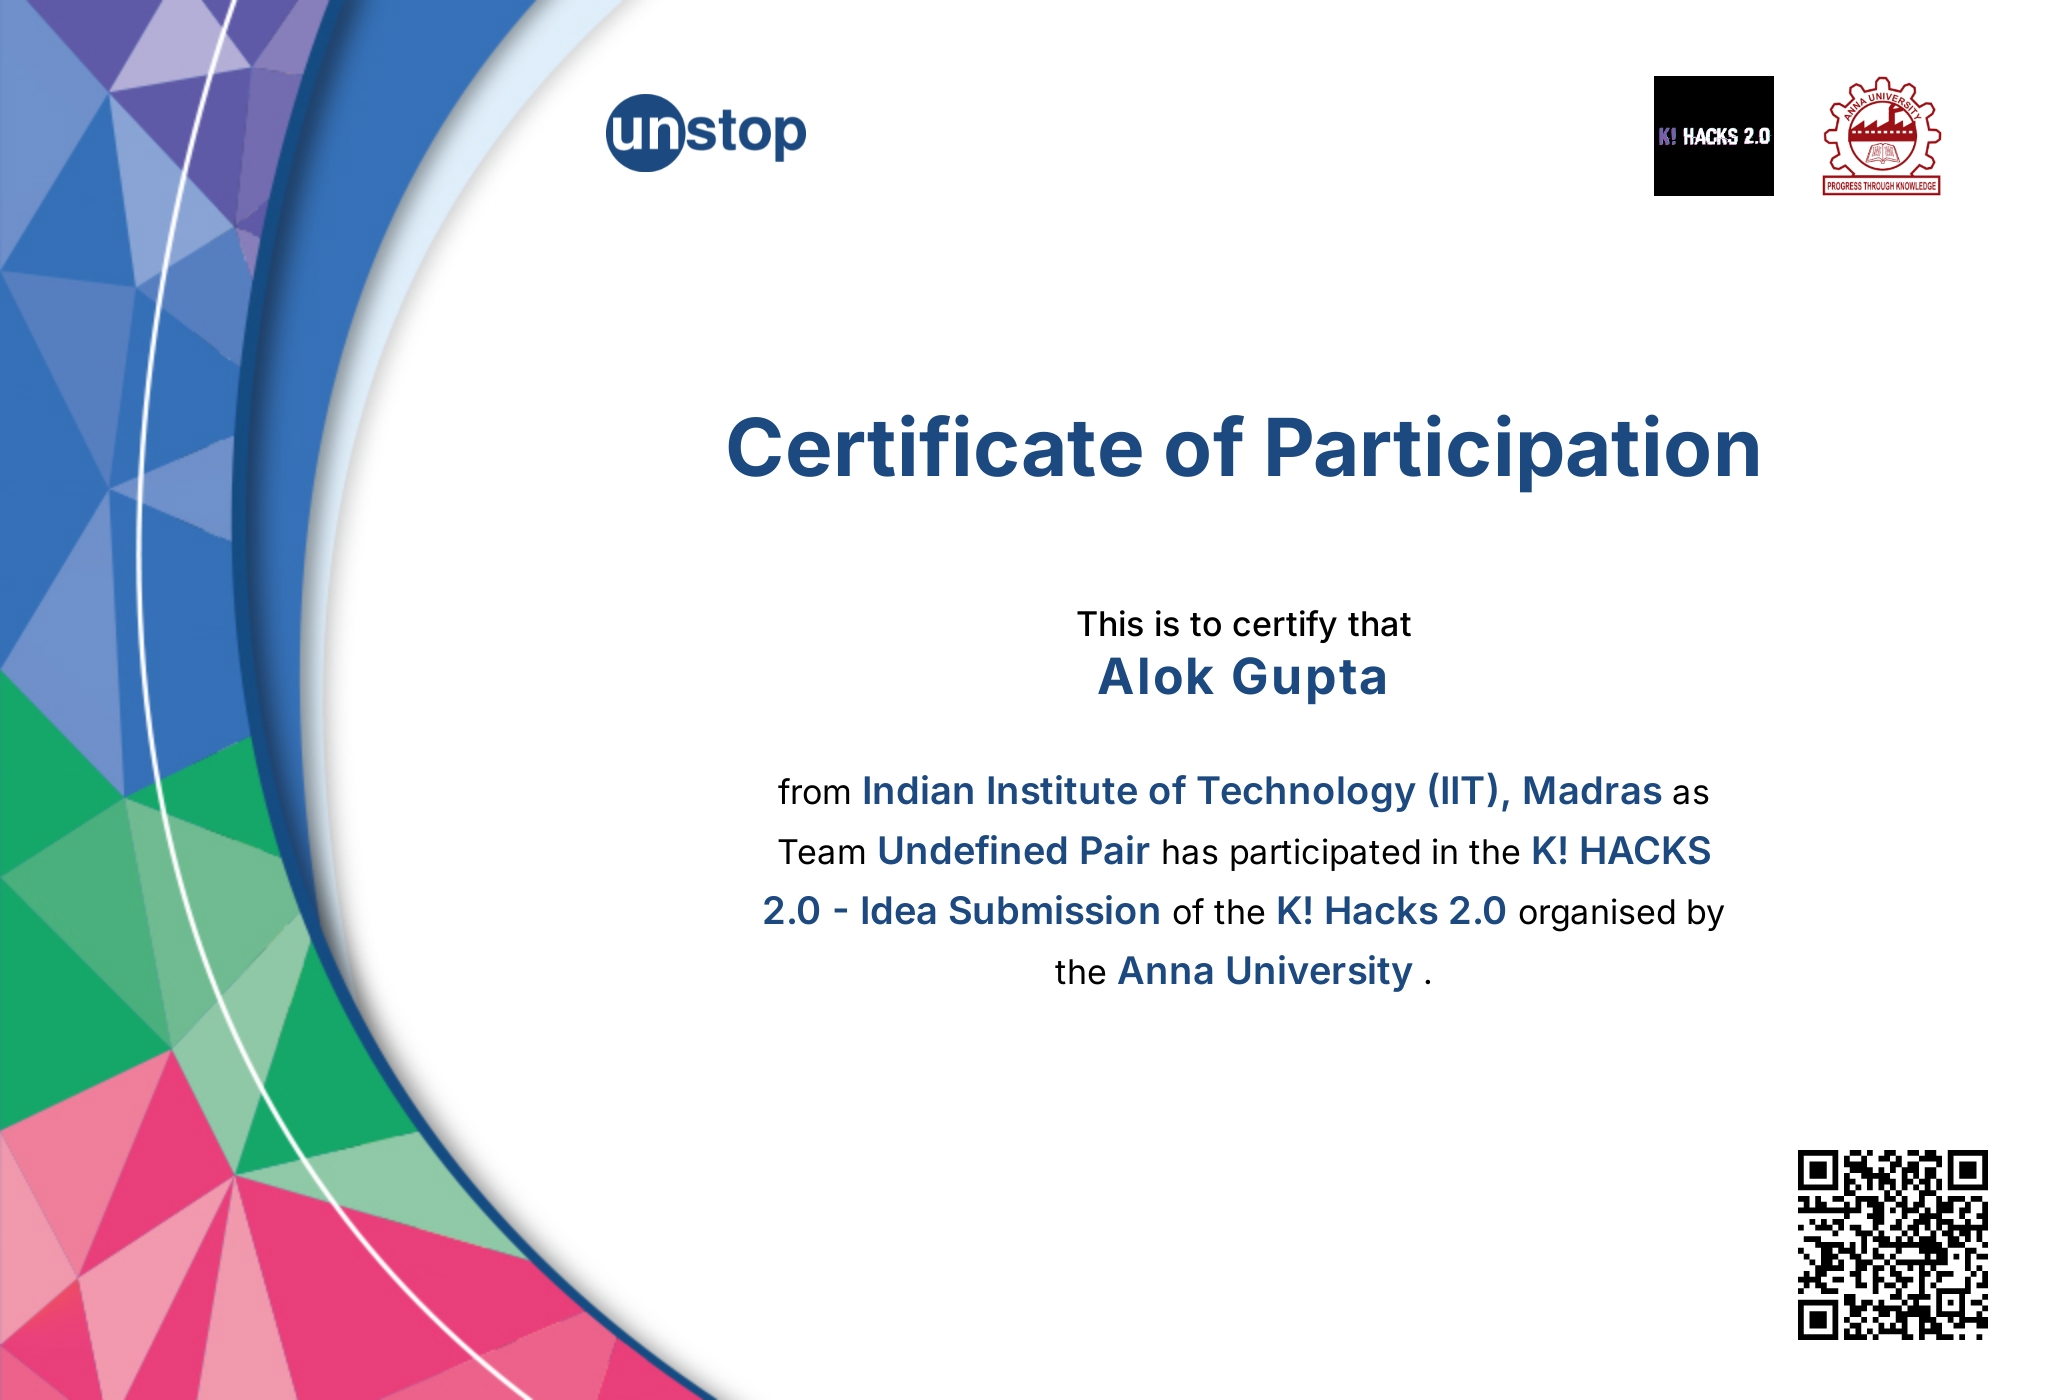 unstop
K! HACKS 2.0
ANNA UNIVERSITY
PROGRESS THROUGH KNOWLEDGE
Certificate of Participation
This is to certify that
Alok Gupta
from Indian Institute of Technology (IIT), Madras as
Team Undefined Pair has participated in the K! HACKS
2.0 - Idea Submission of the K! Hacks 2.0 organised by
the Anna University .